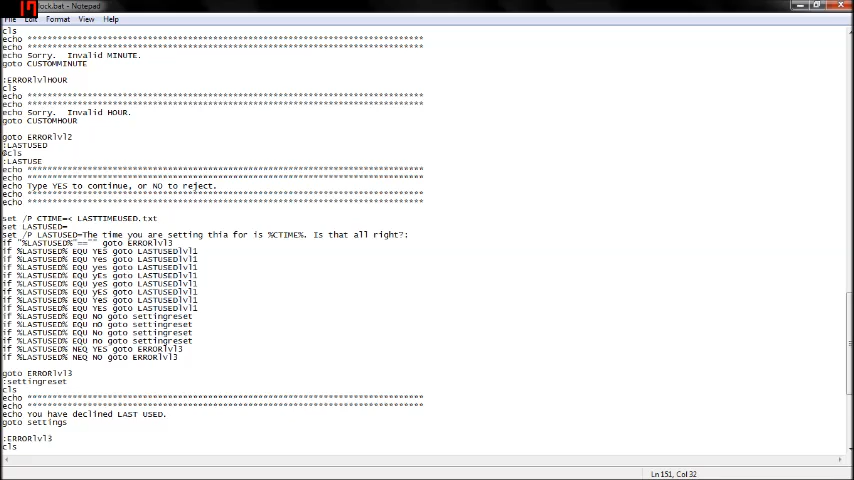 lock.bat - Notepad
File Edit Format View Help
cls
echo ******************************************************************************
echo ******************************************************************************
echo Sorry.  Invalid MINUTE.
goto CUSTOMMINUTE
:ERRORlvlHOUR
cls
echo ******************************************************************************
echo ******************************************************************************
echo Sorry.  Invalid HOUR.
goto CUSTOMHOUR
goto ERRORlvl2
:LASTUSED
@cls
:LASTUSE
echo ******************************************************************************
echo ******************************************************************************
echo Type YES to continue, or NO to reject.
echo ******************************************************************************
echo ******************************************************************************
set /P CTIME=< LASTTIMEUSED.txt
set LASTUSED=
set /P LASTUSED=The time you are setting thia for is %CTIME%. Is that all right?:
if "%LASTUSED%"=="" goto ERRORlvl3
if %LASTUSED% EQU YES goto LASTUSEDlvl1
if %LASTUSED% EQU Yes goto LASTUSEDlvl1
if %LASTUSED% EQU yes goto LASTUSEDlvl1
if %LASTUSED% EQU yEs goto LASTUSEDlvl1
if %LASTUSED% EQU yeS goto LASTUSEDlvl1
if %LASTUSED% EQU yES goto LASTUSEDlvl1
if %LASTUSED% EQU YeS goto LASTUSEDlvl1
if %LASTUSED% EQU YES goto LASTUSEDlvl1
if %LASTUSED% EQU NO goto settingreset
if %LASTUSED% EQU nO goto settingreset
if %LASTUSED% EQU No goto settingreset
if %LASTUSED% EQU no goto settingreset
if %LASTUSED% NEQ YES goto ERRORlvl3
if %LASTUSED% NEQ NO goto ERRORlvl3
goto ERRORlvl3
:settingreset
cls
echo ******************************************************************************
echo ******************************************************************************
echo You have declined LAST USED.
goto settings
:ERRORlvl3
cls
Ln 151, Col 32